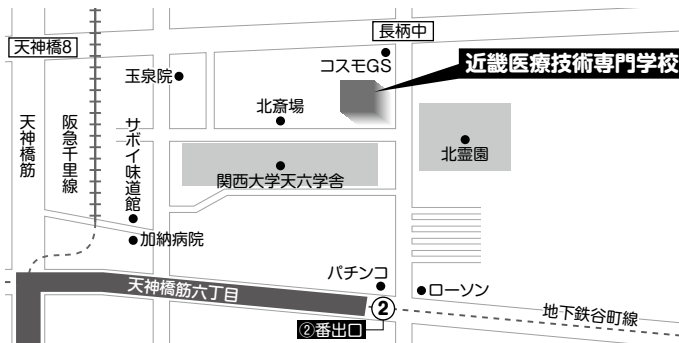 長柄中
天神橋8
コスモGS
近畿医療技術専門学校
玉泉院
北斎場
天神橋筋
阪急千里線
サボイ味道館
北霊園
関西大学天六学舎
加納病院
パチンコ
天神橋筋六丁目
ローソン
②
地下鉄谷町線
②番出口